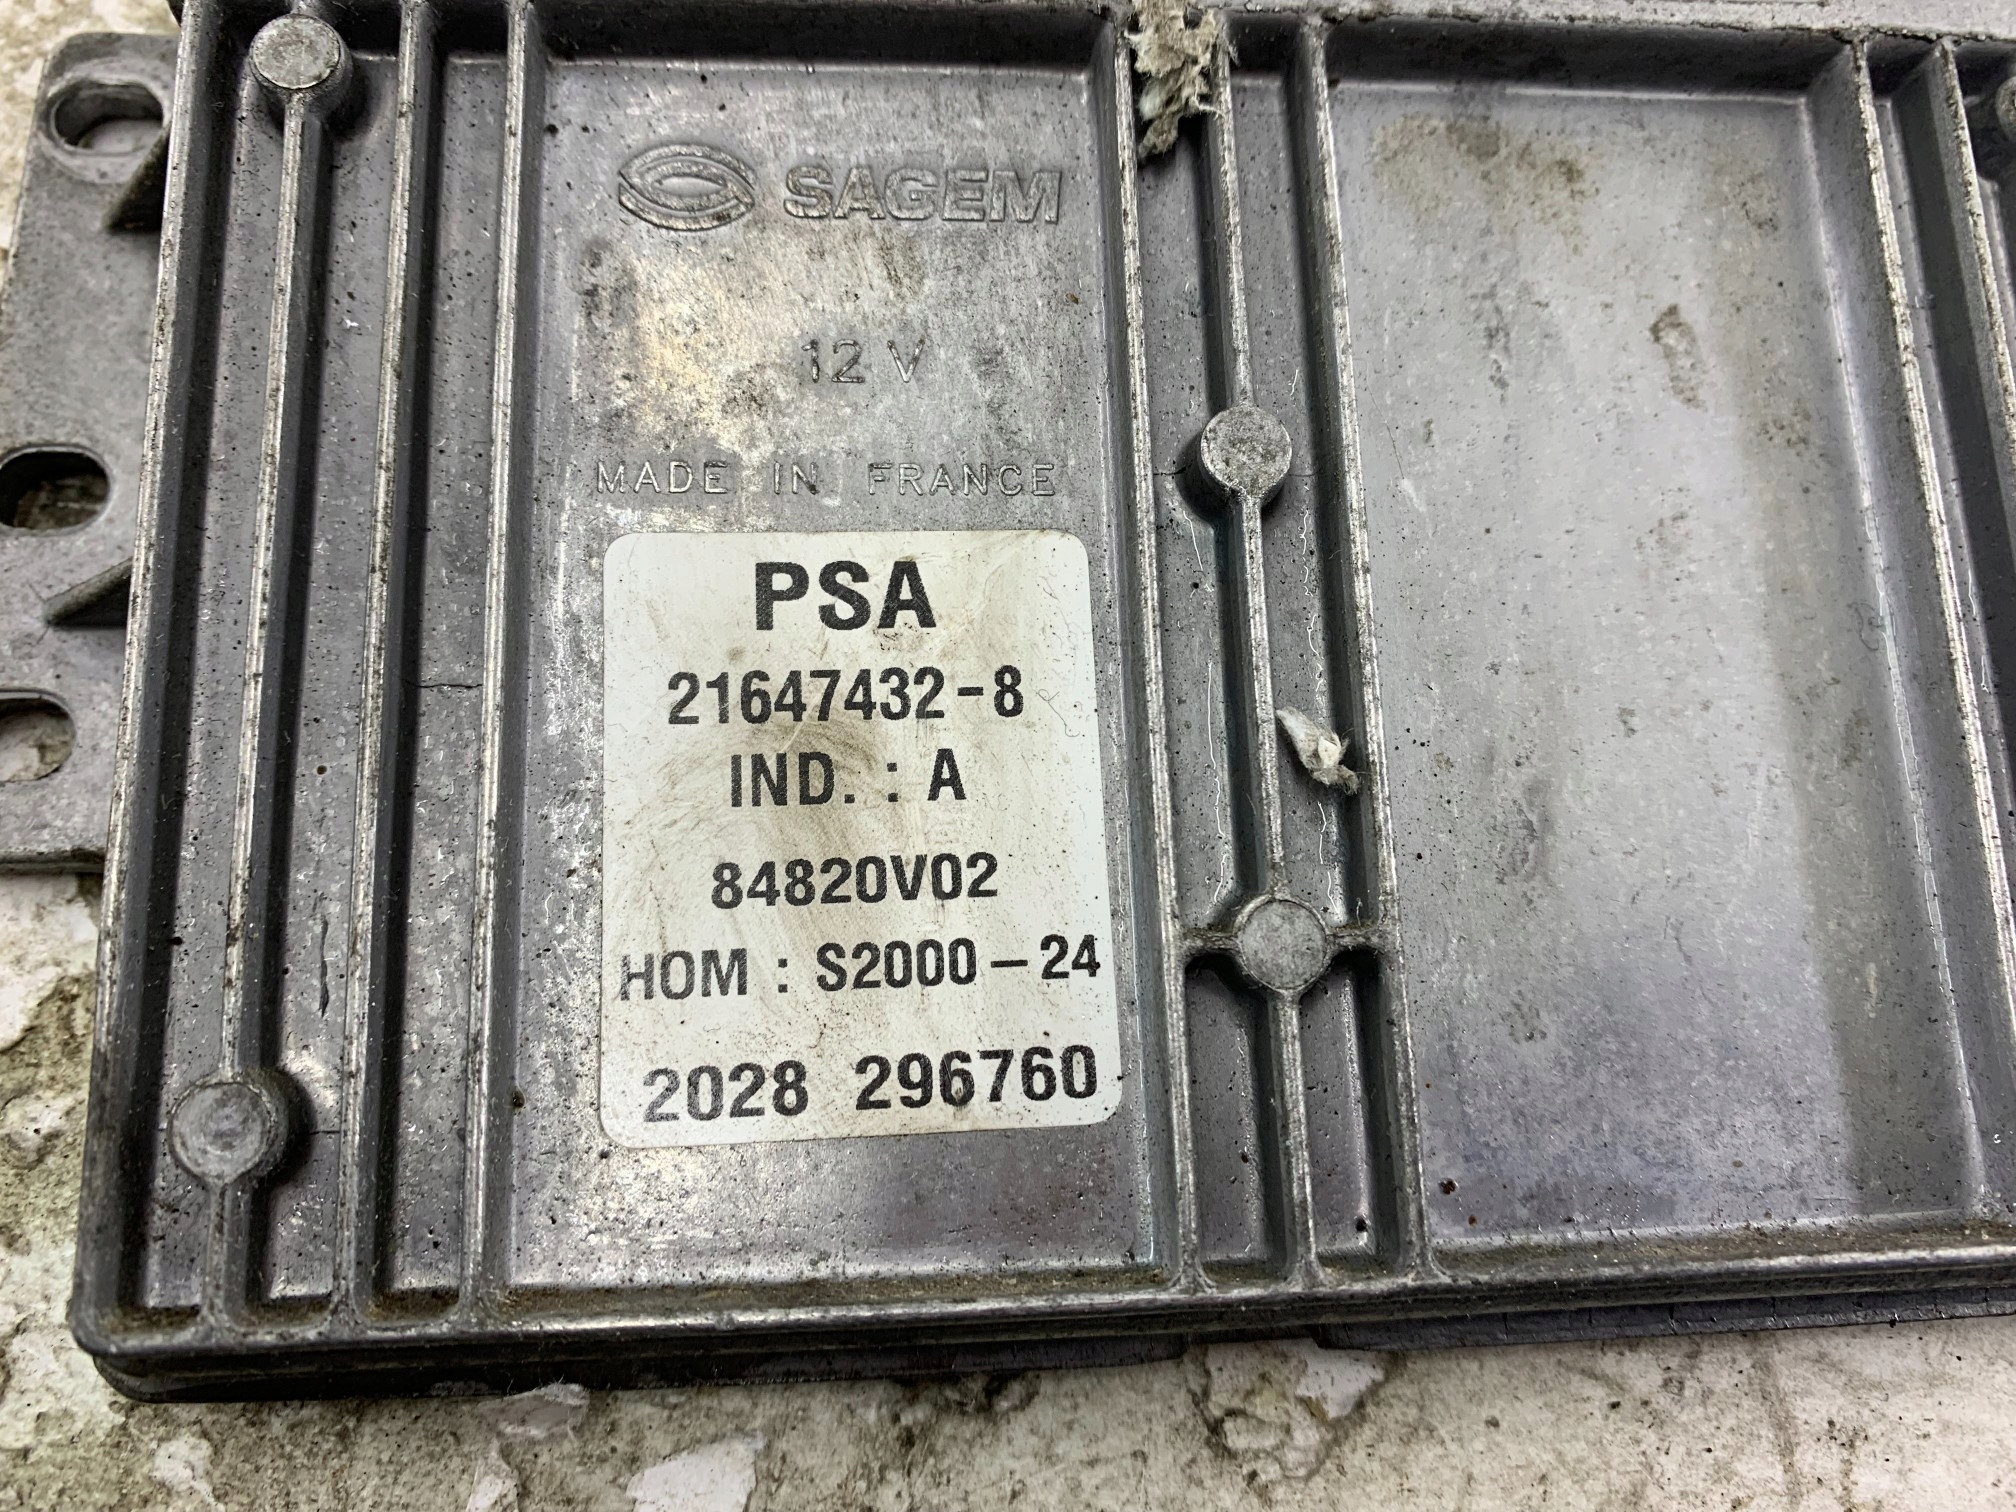 SAGEM
12 V
MADE IN FRANCE
PSA
21647432-8
IND. : A
84820V02
HOM : S2000-24
2028 296760